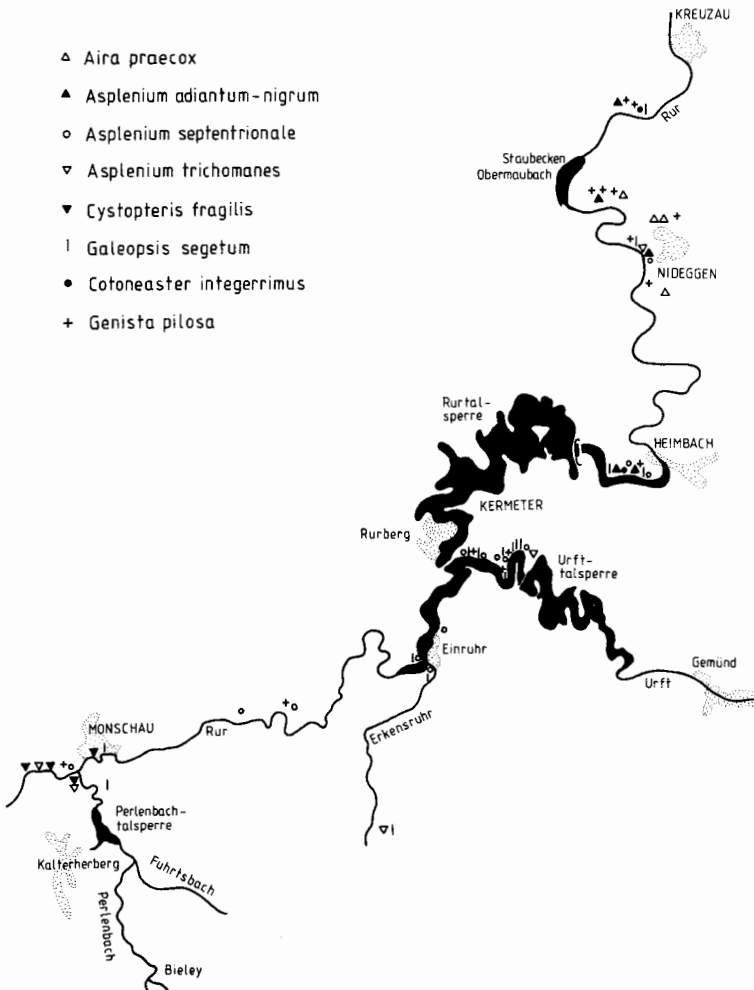 KREUZAU
△ Aira praecox
▲ Asplenium adiantum-nigrum
○ Asplenium septentrionale
▽ Asplenium trichomanes
▼ Cystopteris fragilis
| Galeopsis segetum
● Cotoneaster integerrimus
+ Genista pilosa
Rur
Staubecken
Obermaubach
NIDEGGEN
Rurtal-
sperre
HEIMBACH
KERMETER
Rurberg
Urft-
talsperre
Einruhr
Gemünd
Urft
MONSCHAU
Rur
Erkensruhr
Perlenbach-
talsperre
Kalterherberg
Fuhrtsbach
Perlenbach
Bieley